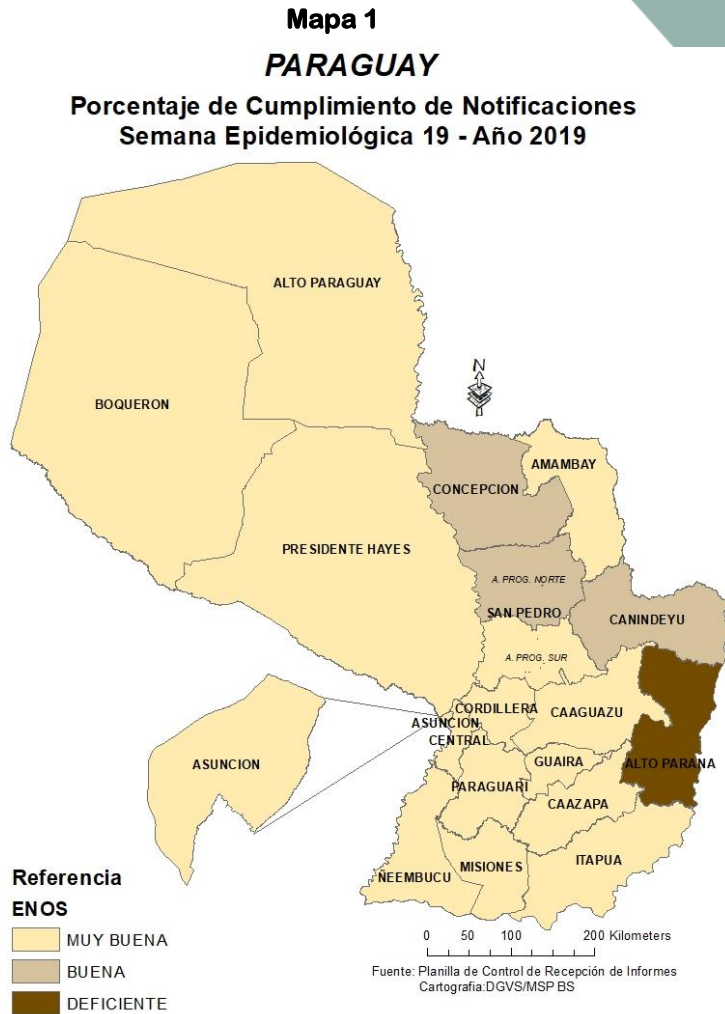 Mapa 1
PARAGUAY
Porcentaje de Cumplimiento de Notificaciones
Semana Epidemiológica 19 - Año 2019
ALTO PARAGUAY
BOQUERON
N
AMAMBAY
CONCEPCION
PRESIDENTE HAYES
A. PROG. NORTE
SAN PEDRO
CANINDEYU
A. PROG. SUR
CORDILLERA
CAAGUAZU
ASUNCION
CENTRAL
ASUNCION
GUAIRA
ALTO PARANA
PARAGUARI
CAAZAPA
ITAPUA
MISIONES
ÑEEMBUCU
Referencia
ENOS
MUY BUENA
BUENA
DEFICIENTE
0 50 100 200 Kilometers
Fuente: Planilla de Control de Recepción de Informes
Cartografia:DGVS/MSP BS